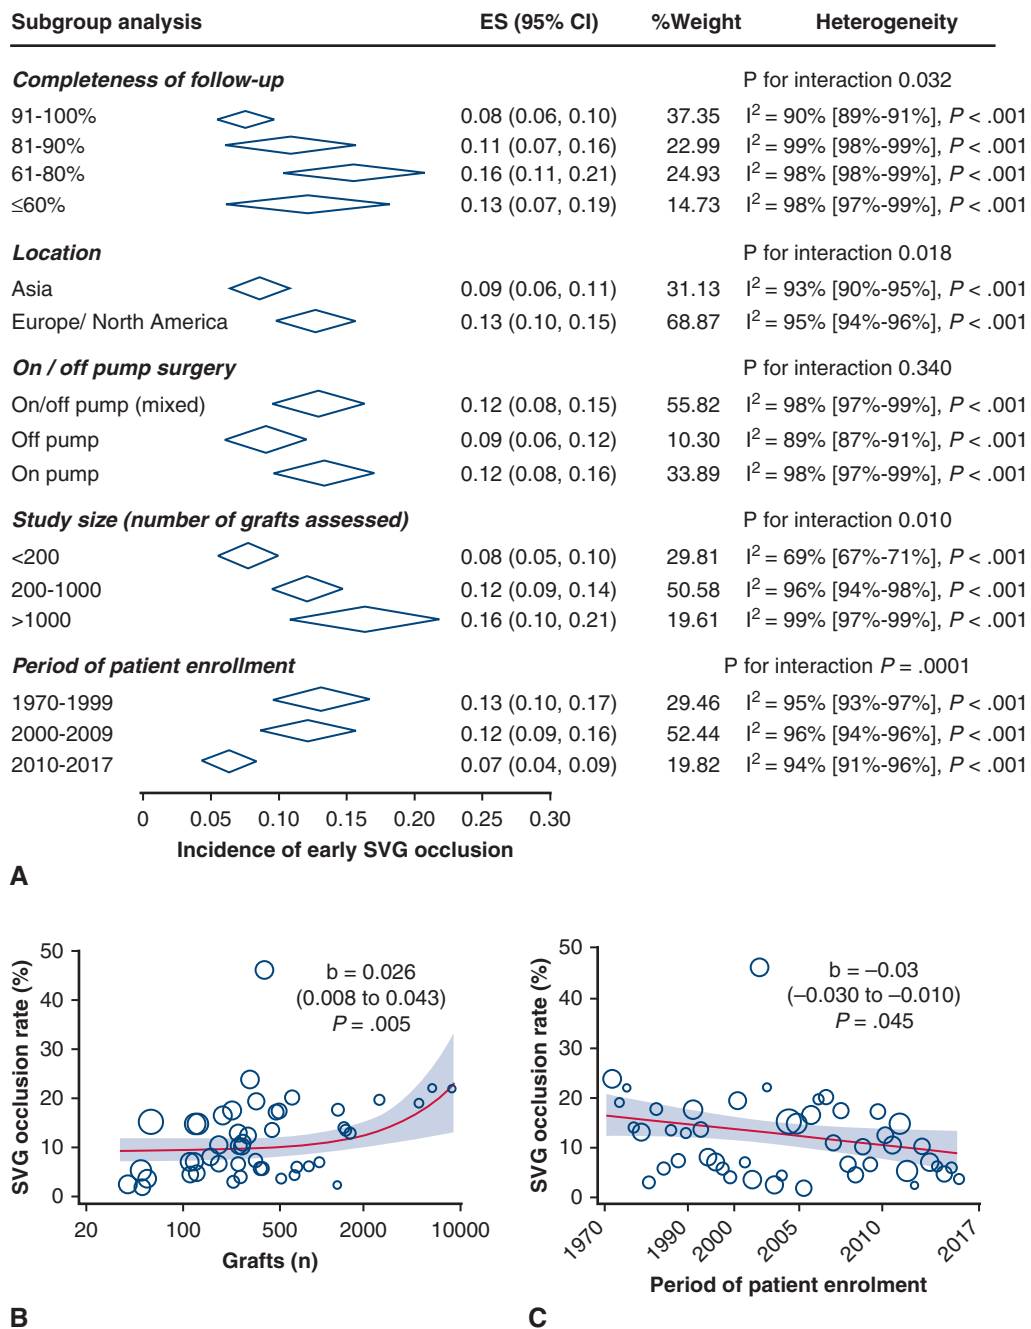 Subgroup analysis ES (95% CI) %Weight Heterogeneity
Completeness of follow-up P for interaction 0.032
91-100% 0.08 (0.06, 0.10) 37.35 I² = 90% [89%-91%], P < .001
81-90% 0.11 (0.07, 0.16) 22.99 I² = 99% [98%-99%], P < .001
61-80% 0.16 (0.11, 0.21) 24.93 I² = 98% [98%-99%], P < .001
≤60% 0.13 (0.07, 0.19) 14.73 I² = 98% [97%-99%], P < .001
Location P for interaction 0.018
Asia 0.09 (0.06, 0.11) 31.13 I² = 93% [90%-95%], P < .001
Europe/ North America 0.13 (0.10, 0.15) 68.87 I² = 95% [94%-96%], P < .001
On / off pump surgery P for interaction 0.340
On/off pump (mixed) 0.12 (0.08, 0.15) 55.82 I² = 98% [97%-99%], P < .001
Off pump 0.09 (0.06, 0.12) 10.30 I² = 89% [87%-91%], P < .001
On pump 0.12 (0.08, 0.16) 33.89 I² = 98% [97%-99%], P < .001
Study size (number of grafts assessed) P for interaction 0.010
<200 0.08 (0.05, 0.10) 29.81 I² = 69% [67%-71%], P < .001
200-1000 0.12 (0.09, 0.14) 50.58 I² = 96% [94%-98%], P < .001
>1000 0.16 (0.10, 0.21) 19.61 I² = 99% [97%-99%], P < .001
Period of patient enrollment P for interaction P = .0001
1970-1999 0.13 (0.10, 0.17) 29.46 I² = 95% [93%-97%], P < .001
2000-2009 0.12 (0.09, 0.16) 52.44 I² = 96% [94%-96%], P < .001
2010-2017 0.07 (0.04, 0.09) 19.82 I² = 94% [91%-96%], P < .001
0 0.05 0.10 0.15 0.20 0.25 0.30
Incidence of early SVG occlusion
A
SVG occlusion rate (%)
50
40
30
20
10
0
b = 0.026
(0.008 to 0.043)
P = .005
20 100 500 2000 10000
Grafts (n)
B
SVG occlusion rate (%)
50
40
30
20
10
0
b = –0.03
(–0.030 to –0.010)
P = .045
1970 1990 2000 2005 2010 2017
Period of patient enrolment
C